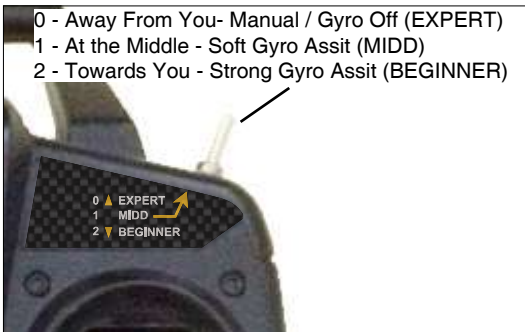 0 - Away From You- Manual / Gyro Off (EXPERT)
1 - At the Middle - Soft Gyro Assit (MIDD)
2 - Towards You - Strong Gyro Assit (BEGINNER)
0 ▲ EXPERT
1 MIDD
2 ▼ BEGINNER